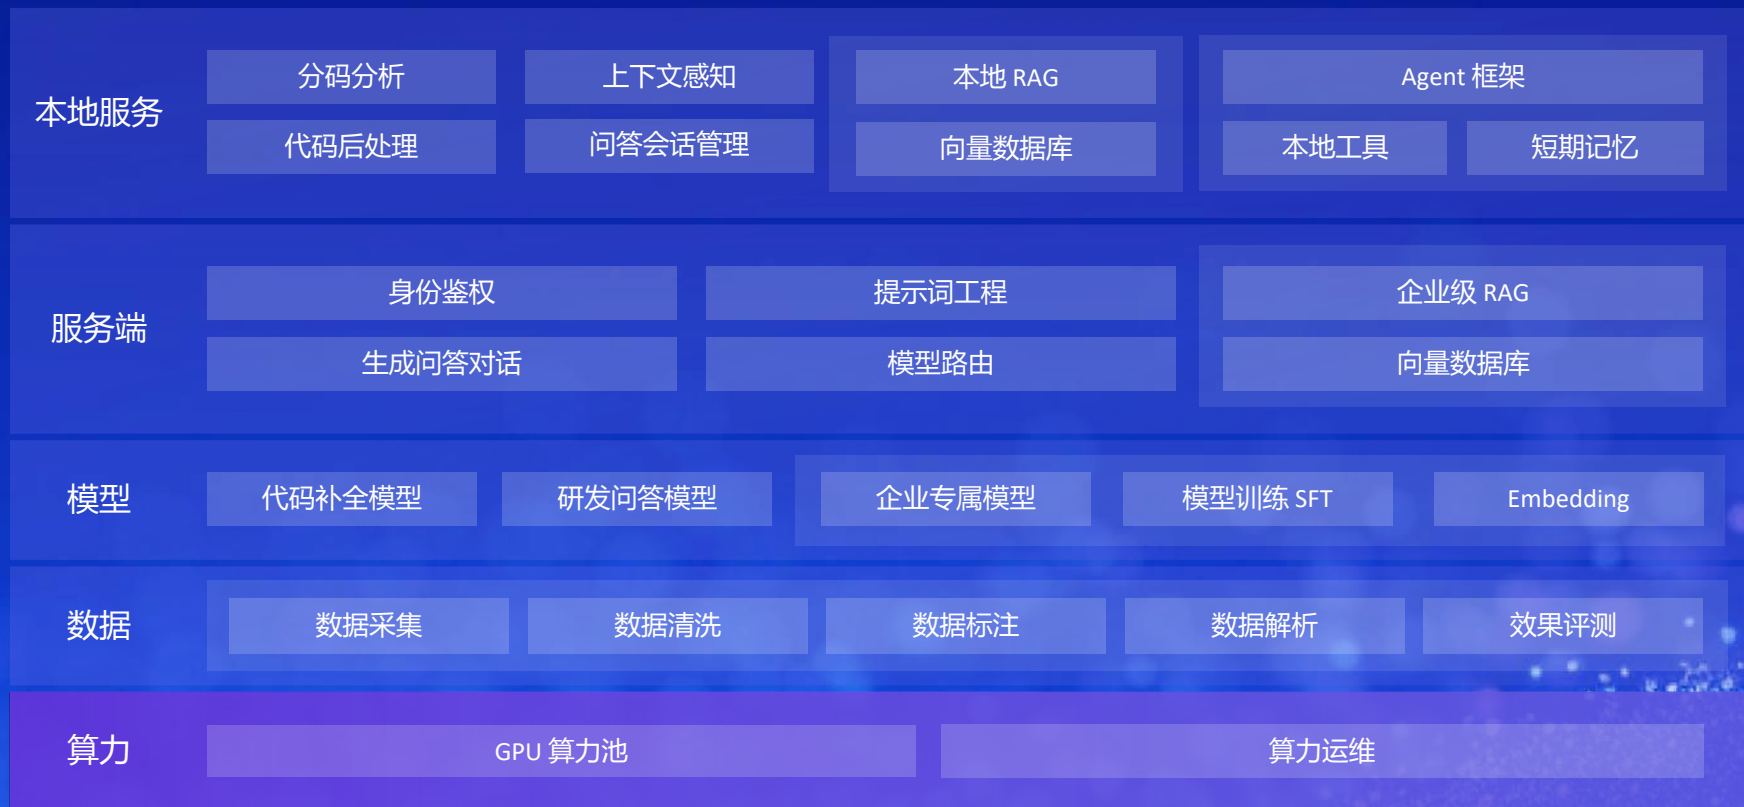 本地服务
分码分析
上下文感知
本地 RAG
Agent 框架
代码后处理
问答会话管理
向量数据库
本地工具
短期记忆
服务端
身份鉴权
提示词工程
企业级 RAG
生成问答对话
模型路由
向量数据库
模型
代码补全模型
研发问答模型
企业专属模型
模型训练 SFT
Embedding
数据
数据采集
数据清洗
数据标注
数据解析
效果评测
算力
GPU 算力池
算力运维